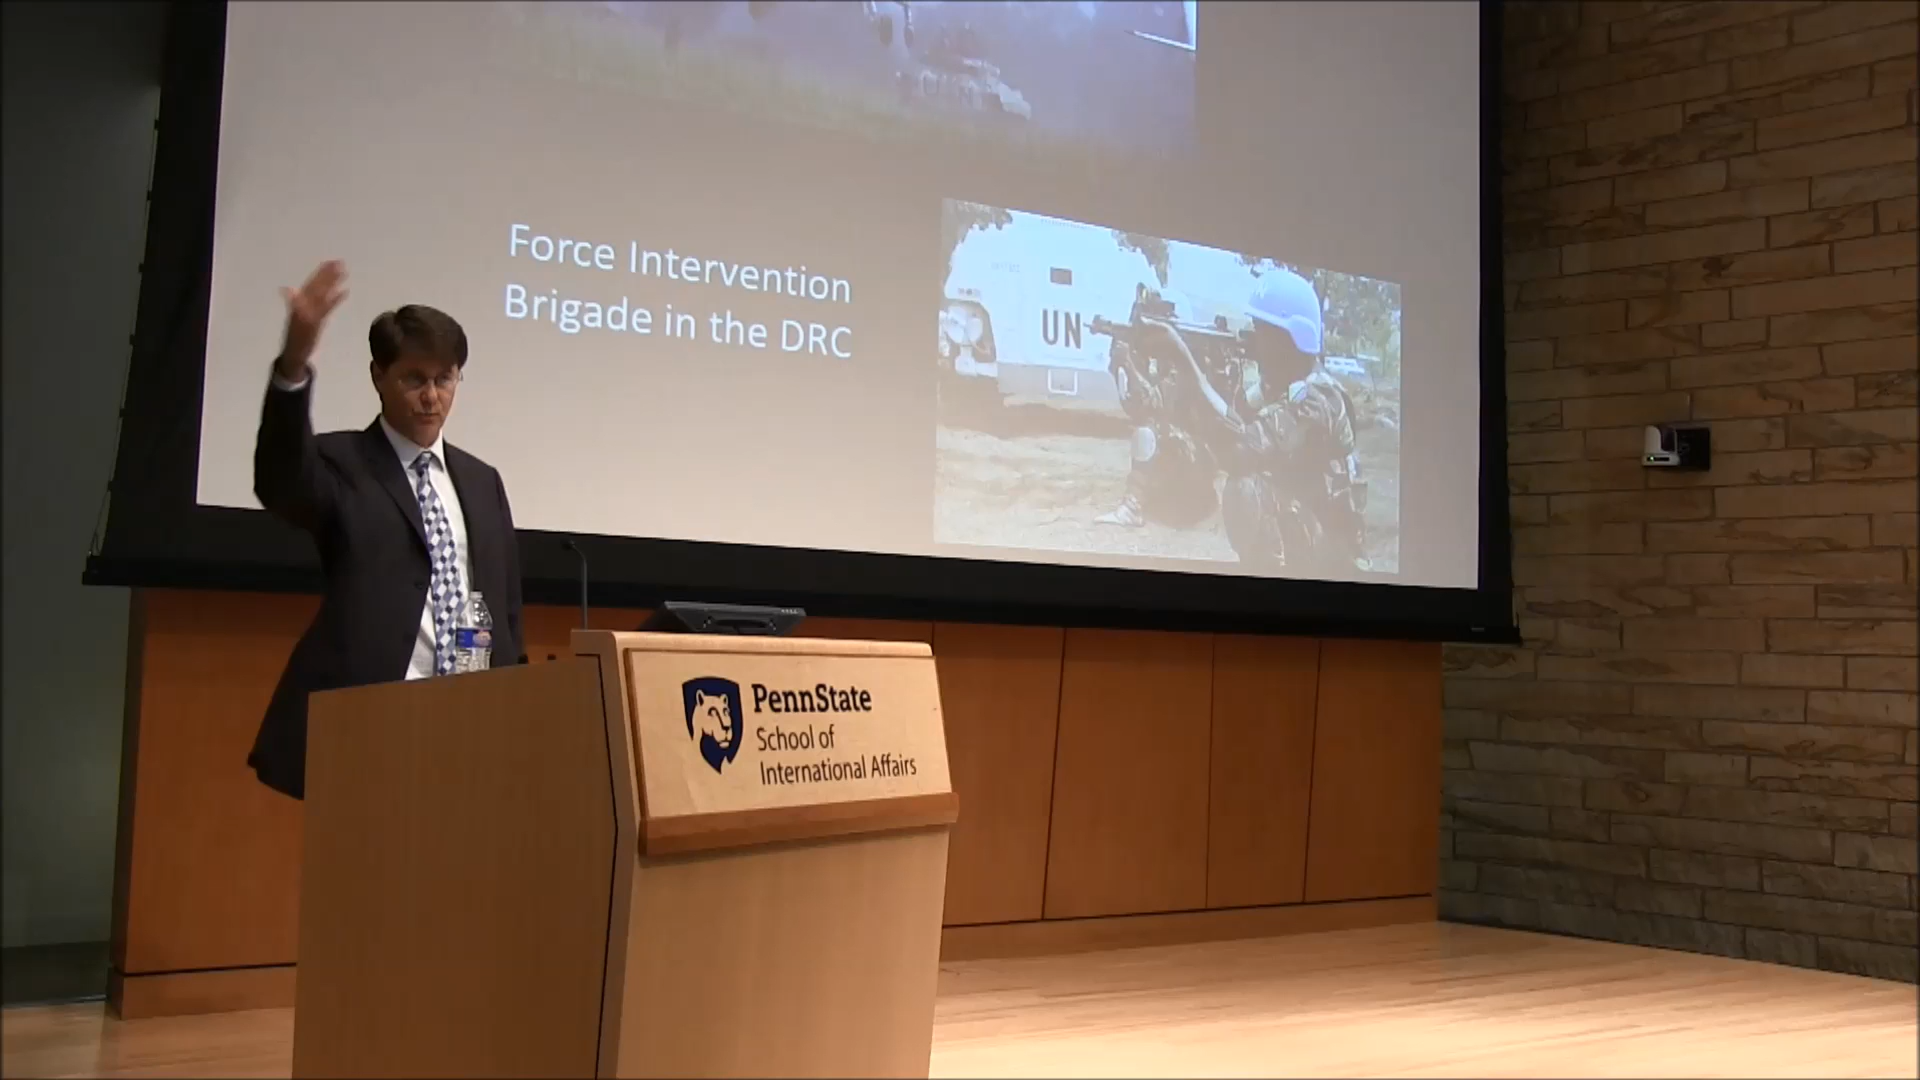 Force Intervention
Brigade in the DRC
UN
PennState
School of
International Affairs